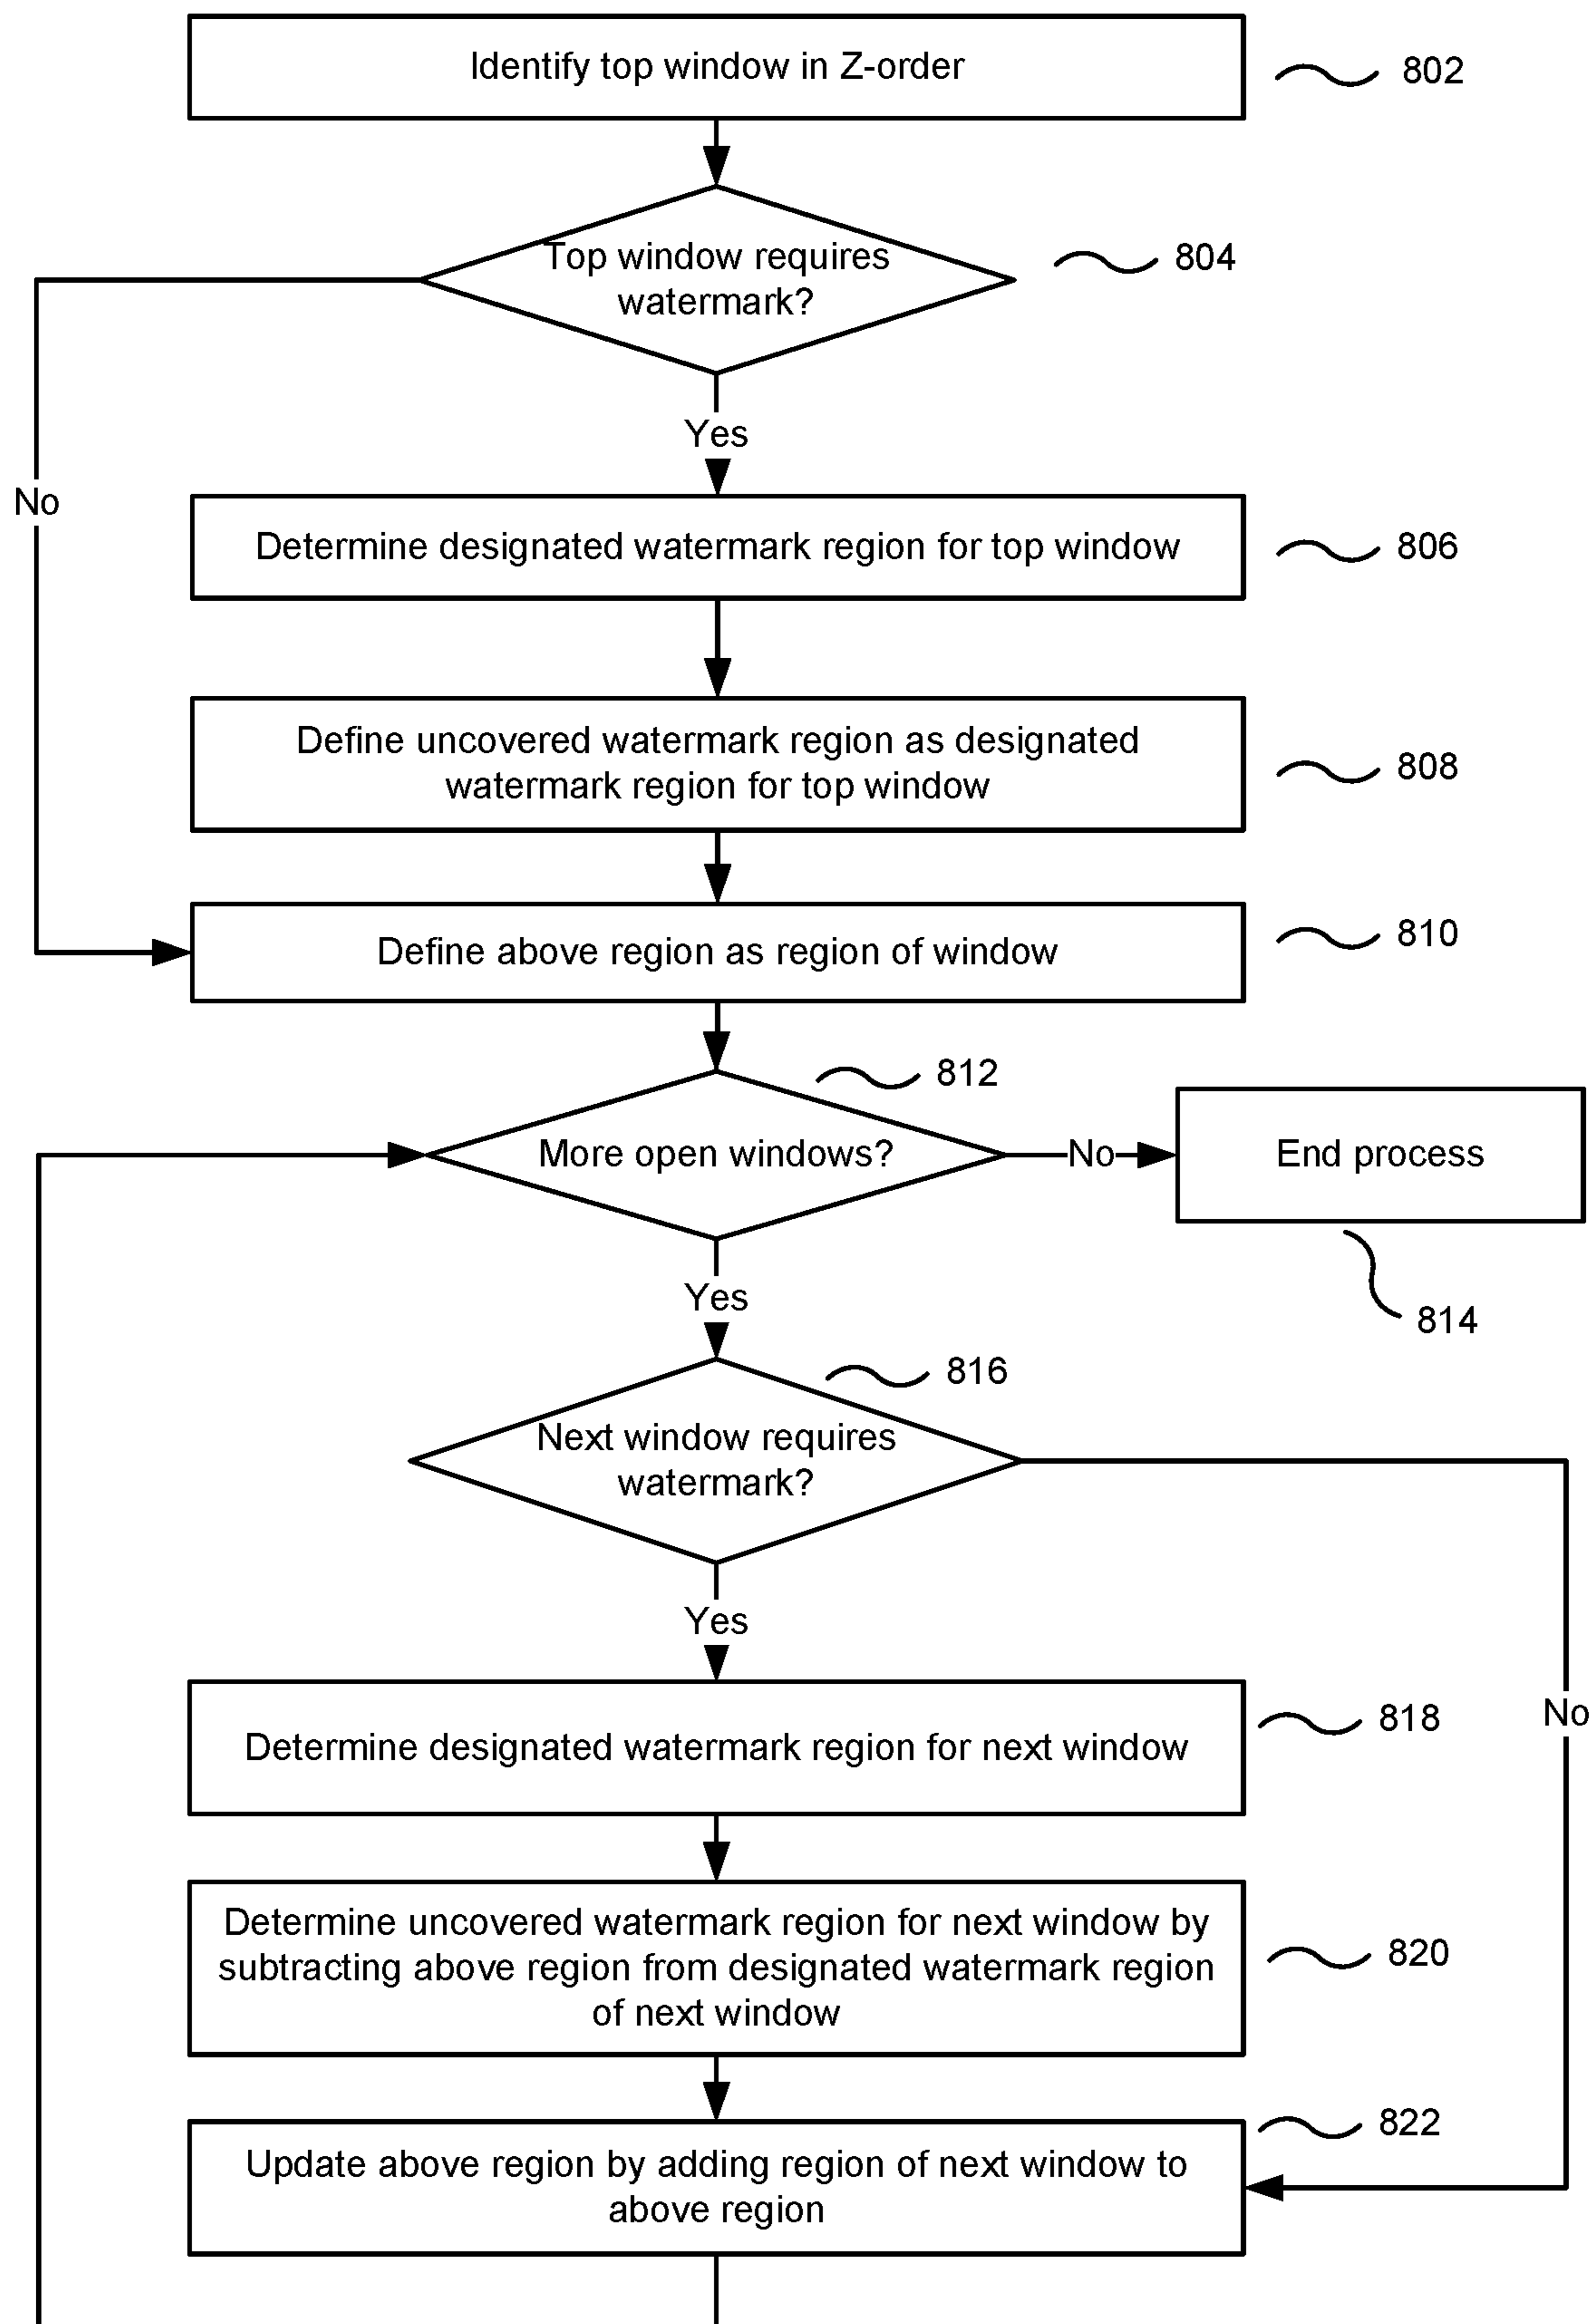 Identify top window in Z-order
802
Top window requires
watermark?
804
Yes
No
Determine designated watermark region for top window
806
Define uncovered watermark region as designated
watermark region for top window
808
Define above region as region of window
810
812
More open windows?
No
End process
814
Yes
816
Next window requires
watermark?
Yes
No
Determine designated watermark region for next window
818
Determine uncovered watermark region for next window by
subtracting above region from designated watermark region
of next window
820
Update above region by adding region of next window to
above region
822